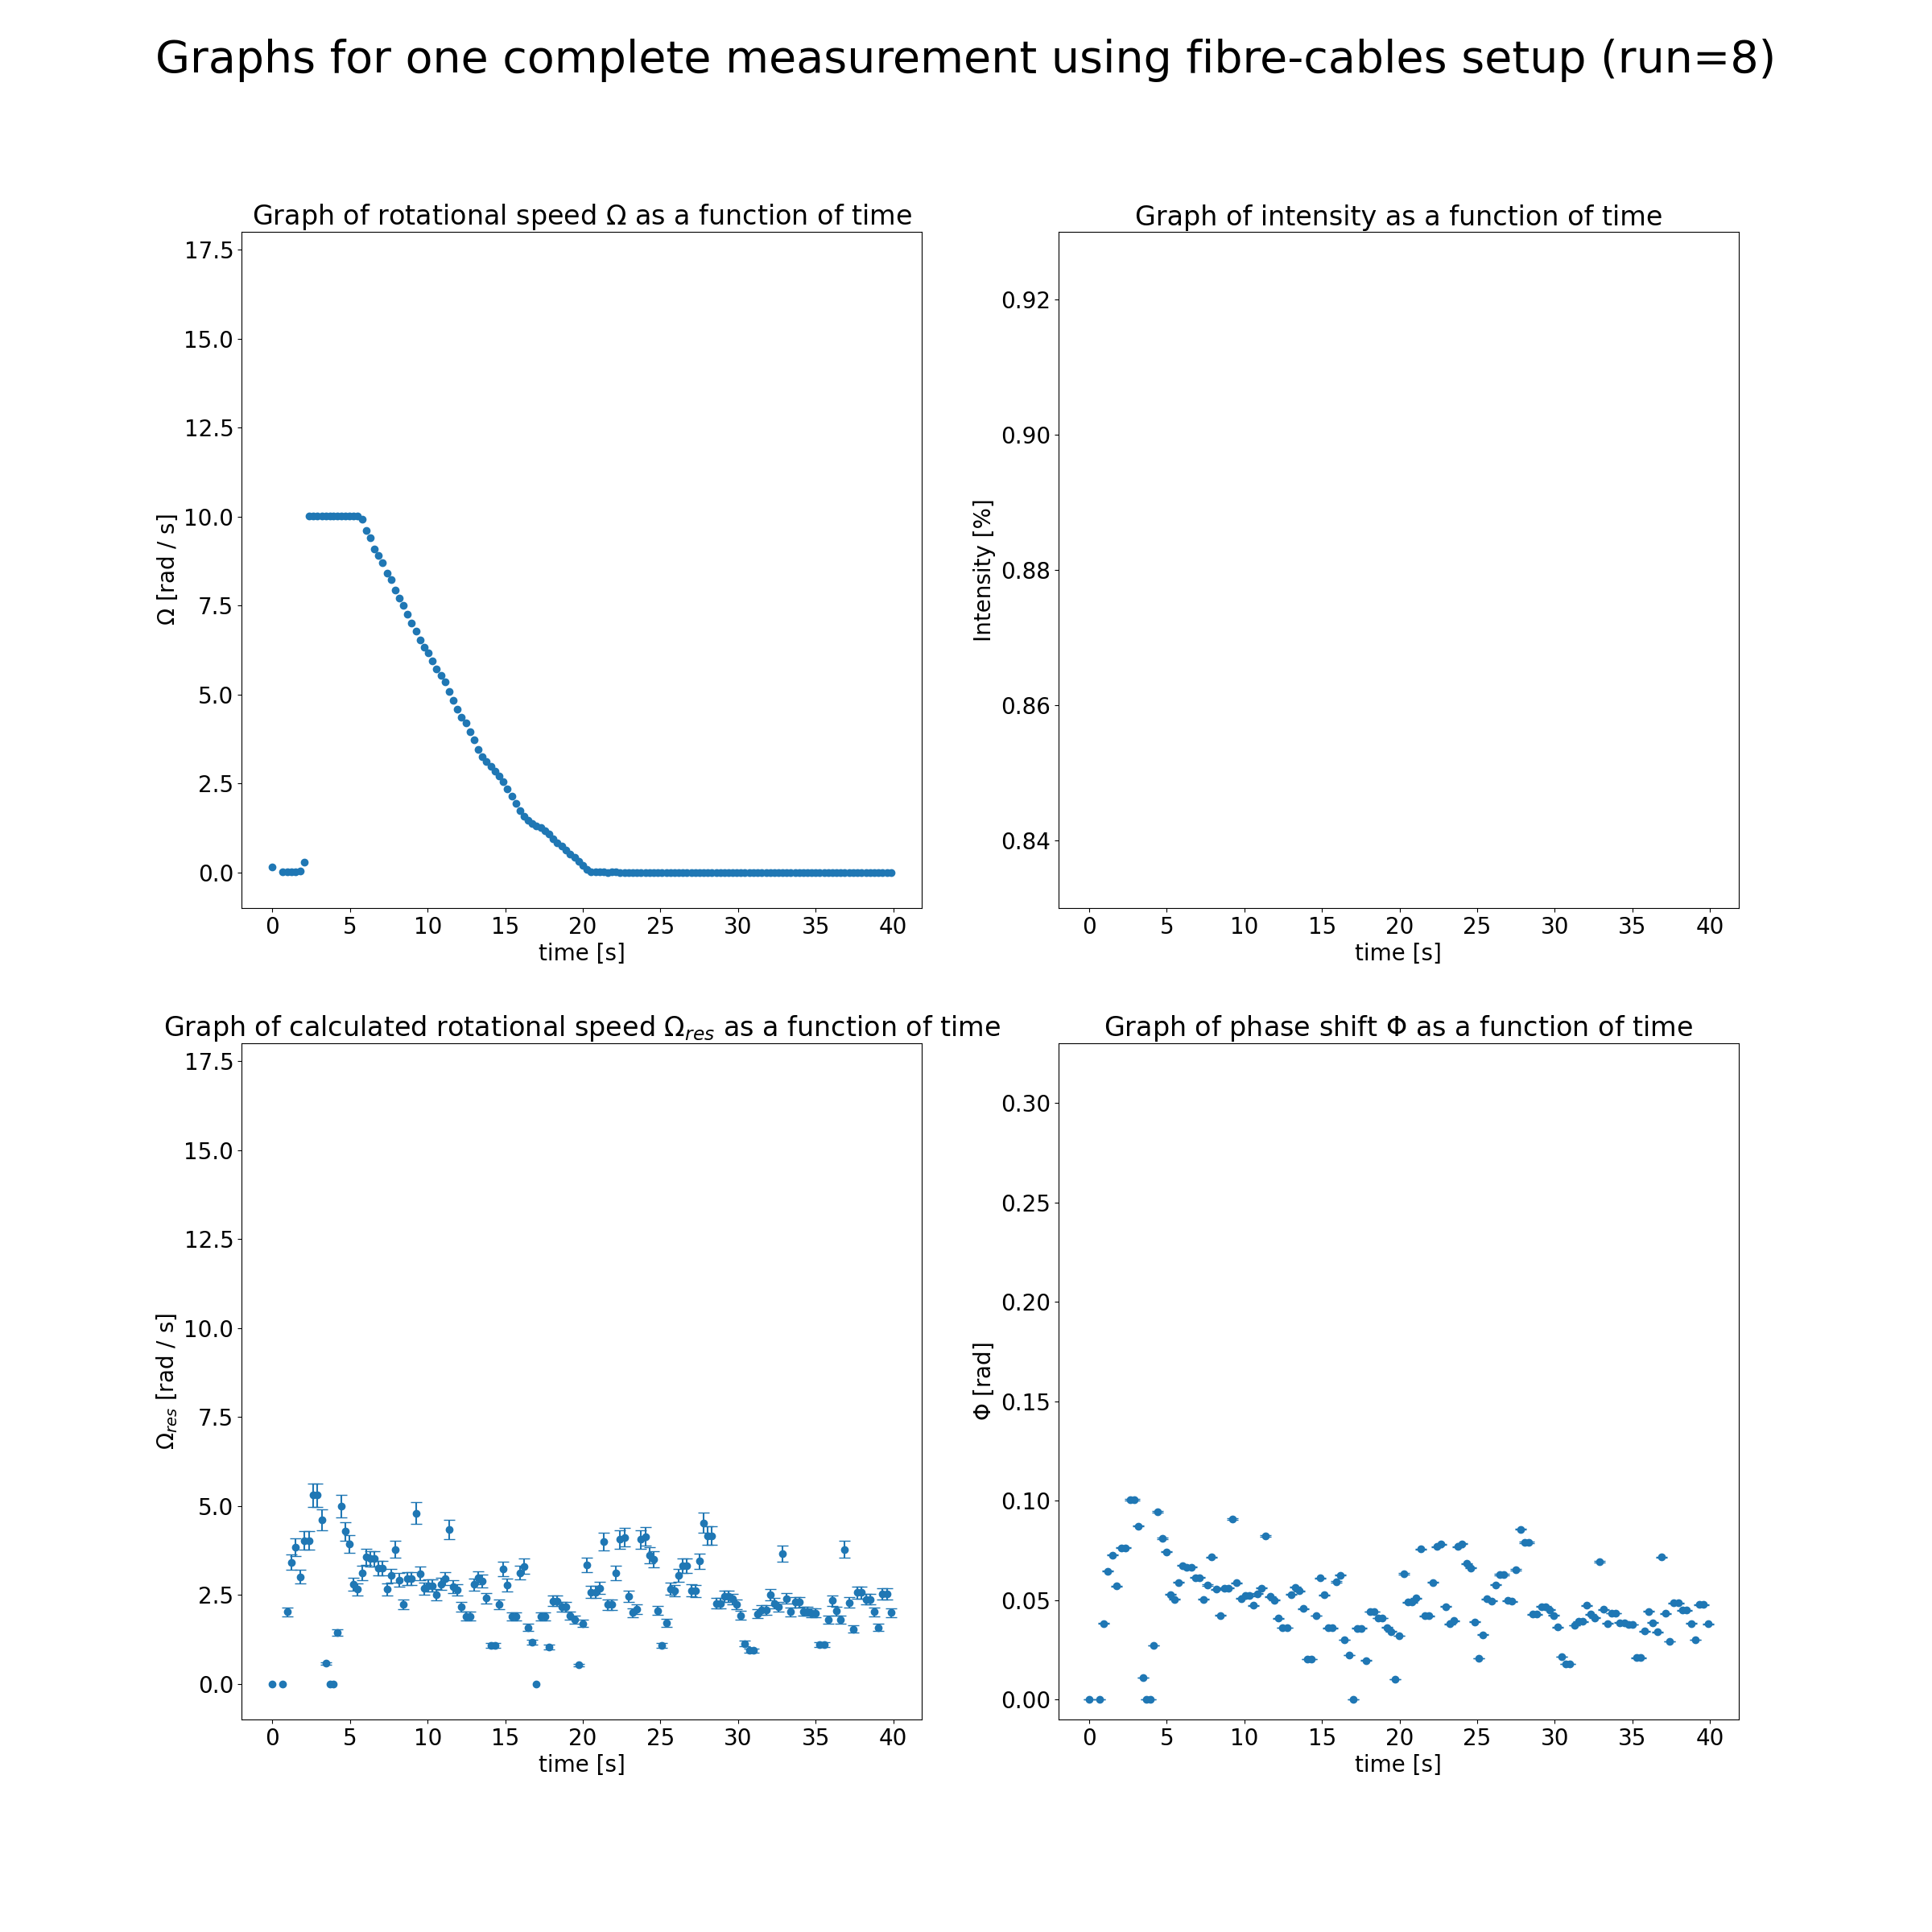 Graphs for one complete measurement using fibre-cables setup (run=8)
Graph of rotational speed Ω as a function of time
17.5
15.0
12.5
10.0
7.5
5.0
2.5
0.0
Ω [rad / s]
0 5 10 15 20 25 30 35 40
time [s]
Graph of intensity as a function of time
0.92
0.90
0.88
0.86
0.84
Intensity [%]
0 5 10 15 20 25 30 35 40
time [s]
Graph of calculated rotational speed Ωres as a function of time
17.5
15.0
12.5
10.0
7.5
5.0
2.5
0.0
Ωres [rad / s]
0 5 10 15 20 25 30 35 40
time [s]
Graph of phase shift Φ as a function of time
0.30
0.25
0.20
0.15
0.10
0.05
0.00
Φ [rad]
0 5 10 15 20 25 30 35 40
time [s]